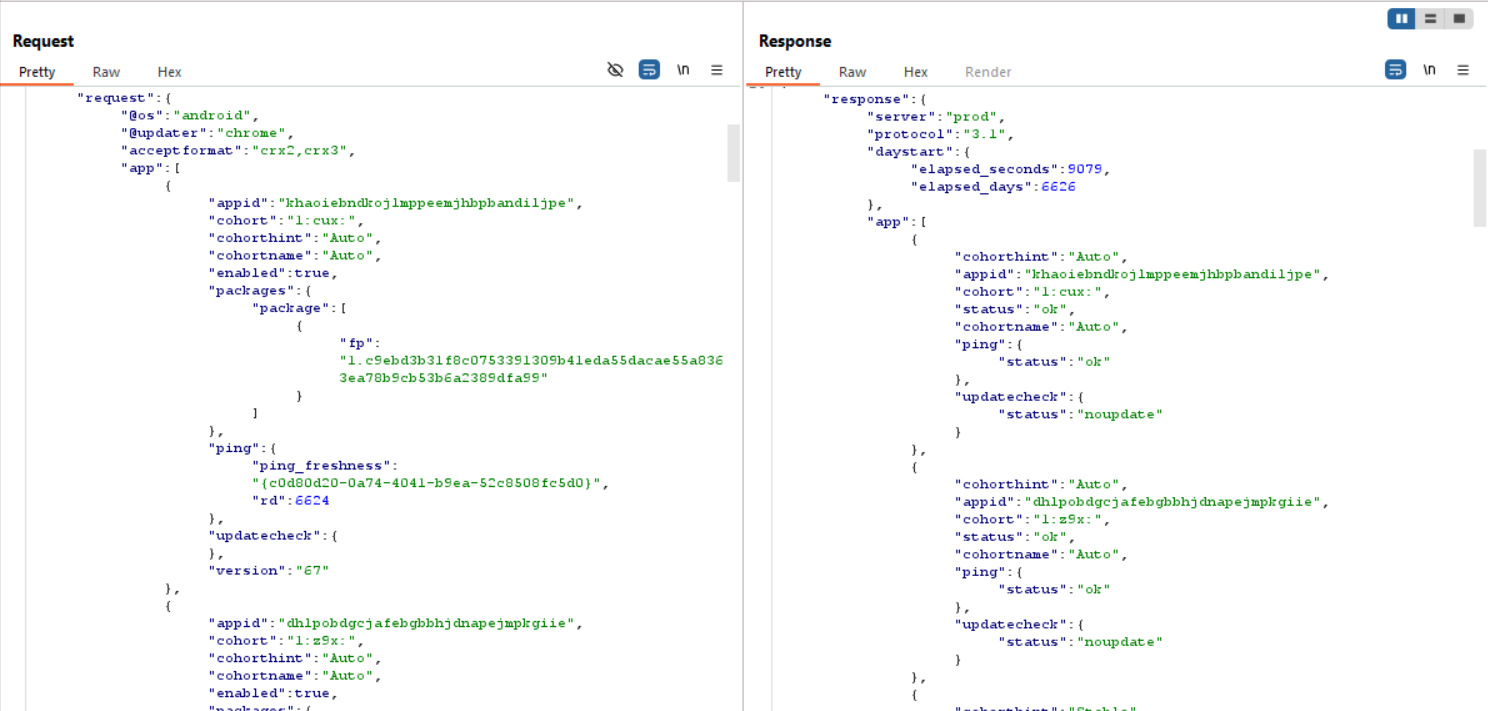 Request
Pretty Raw Hex
\n
"request":{
"@os":"android",
"@updater":"chrome",
"acceptformat":"crx2,crx3",
"app":[
{
"appid":"khaoiebndkojlmppeemjhbpbandiljpe",
"cohort":"1:cux:",
"cohorthint":"Auto",
"cohortname":"Auto",
"enabled":true,
"packages":{
"package":[
{
"fp":
"1.c9ebd3b31f8c0753391309b41eda55dacae55a836
3ea78b9cb53b6a2389dfa99"
}
]
},
"ping":{
"ping_freshness":
"{c0d80d20-0a74-4041-b9ea-52c8508fc5d0}",
"rd":6624
},
"updatecheck":{
},
"version":"67"
},
{
"appid":"dhlpobdgcjafebgbbhjdnapejmpkgiie",
"cohort":"1:z9x:",
"cohorthint":"Auto",
"cohortname":"Auto",
"enabled":true,
"packages":{
Response
Pretty Raw Hex Render
\n
"response":{
"server":"prod",
"protocol":"3.1",
"daystart":{
"elapsed_seconds":9079,
"elapsed_days":6626
},
"app":[
{
"cohorthint":"Auto",
"appid":"khaoiebndkojlmppeemjhbpbandiljpe",
"cohort":"1:cux:",
"status":"ok",
"cohortname":"Auto",
"ping":{
"status":"ok"
},
"updatecheck":{
"status":"noupdate"
}
},
{
"cohorthint":"Auto",
"appid":"dhlpobdgcjafebgbbhjdnapejmpkgiie",
"cohort":"1:z9x:",
"status":"ok",
"cohortname":"Auto",
"ping":{
"status":"ok"
},
"updatecheck":{
"status":"noupdate"
}
},
{
"cohorthint":"Stable",